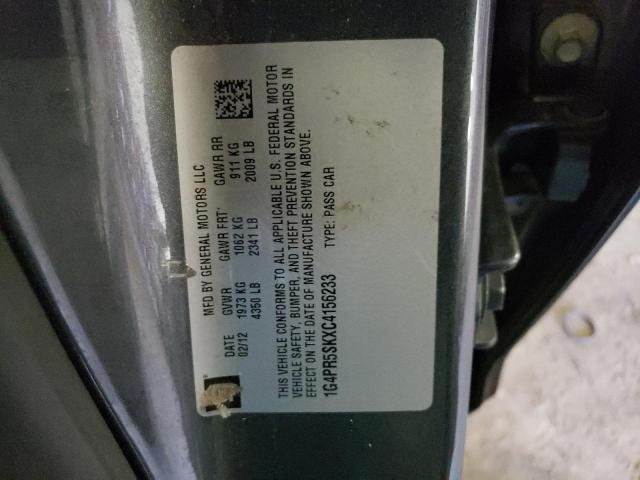 MFD BY GENERAL MOTORS LLC
DATE GVWR GAWR FRT GAWR RR
02/12 1973 KG 1062 KG 911 KG
4350 LB 2341 LB 2009 LB
THIS VEHICLE CONFORMS TO ALL APPLICABLE U.S. FEDERAL MOTOR
VEHICLE SAFETY, BUMPER, AND THEFT PREVENTION STANDARDS IN
EFFECT ON THE DATE OF MANUFACTURE SHOWN ABOVE.
1G4PR5SKXC4156233 TYPE: PASS CAR